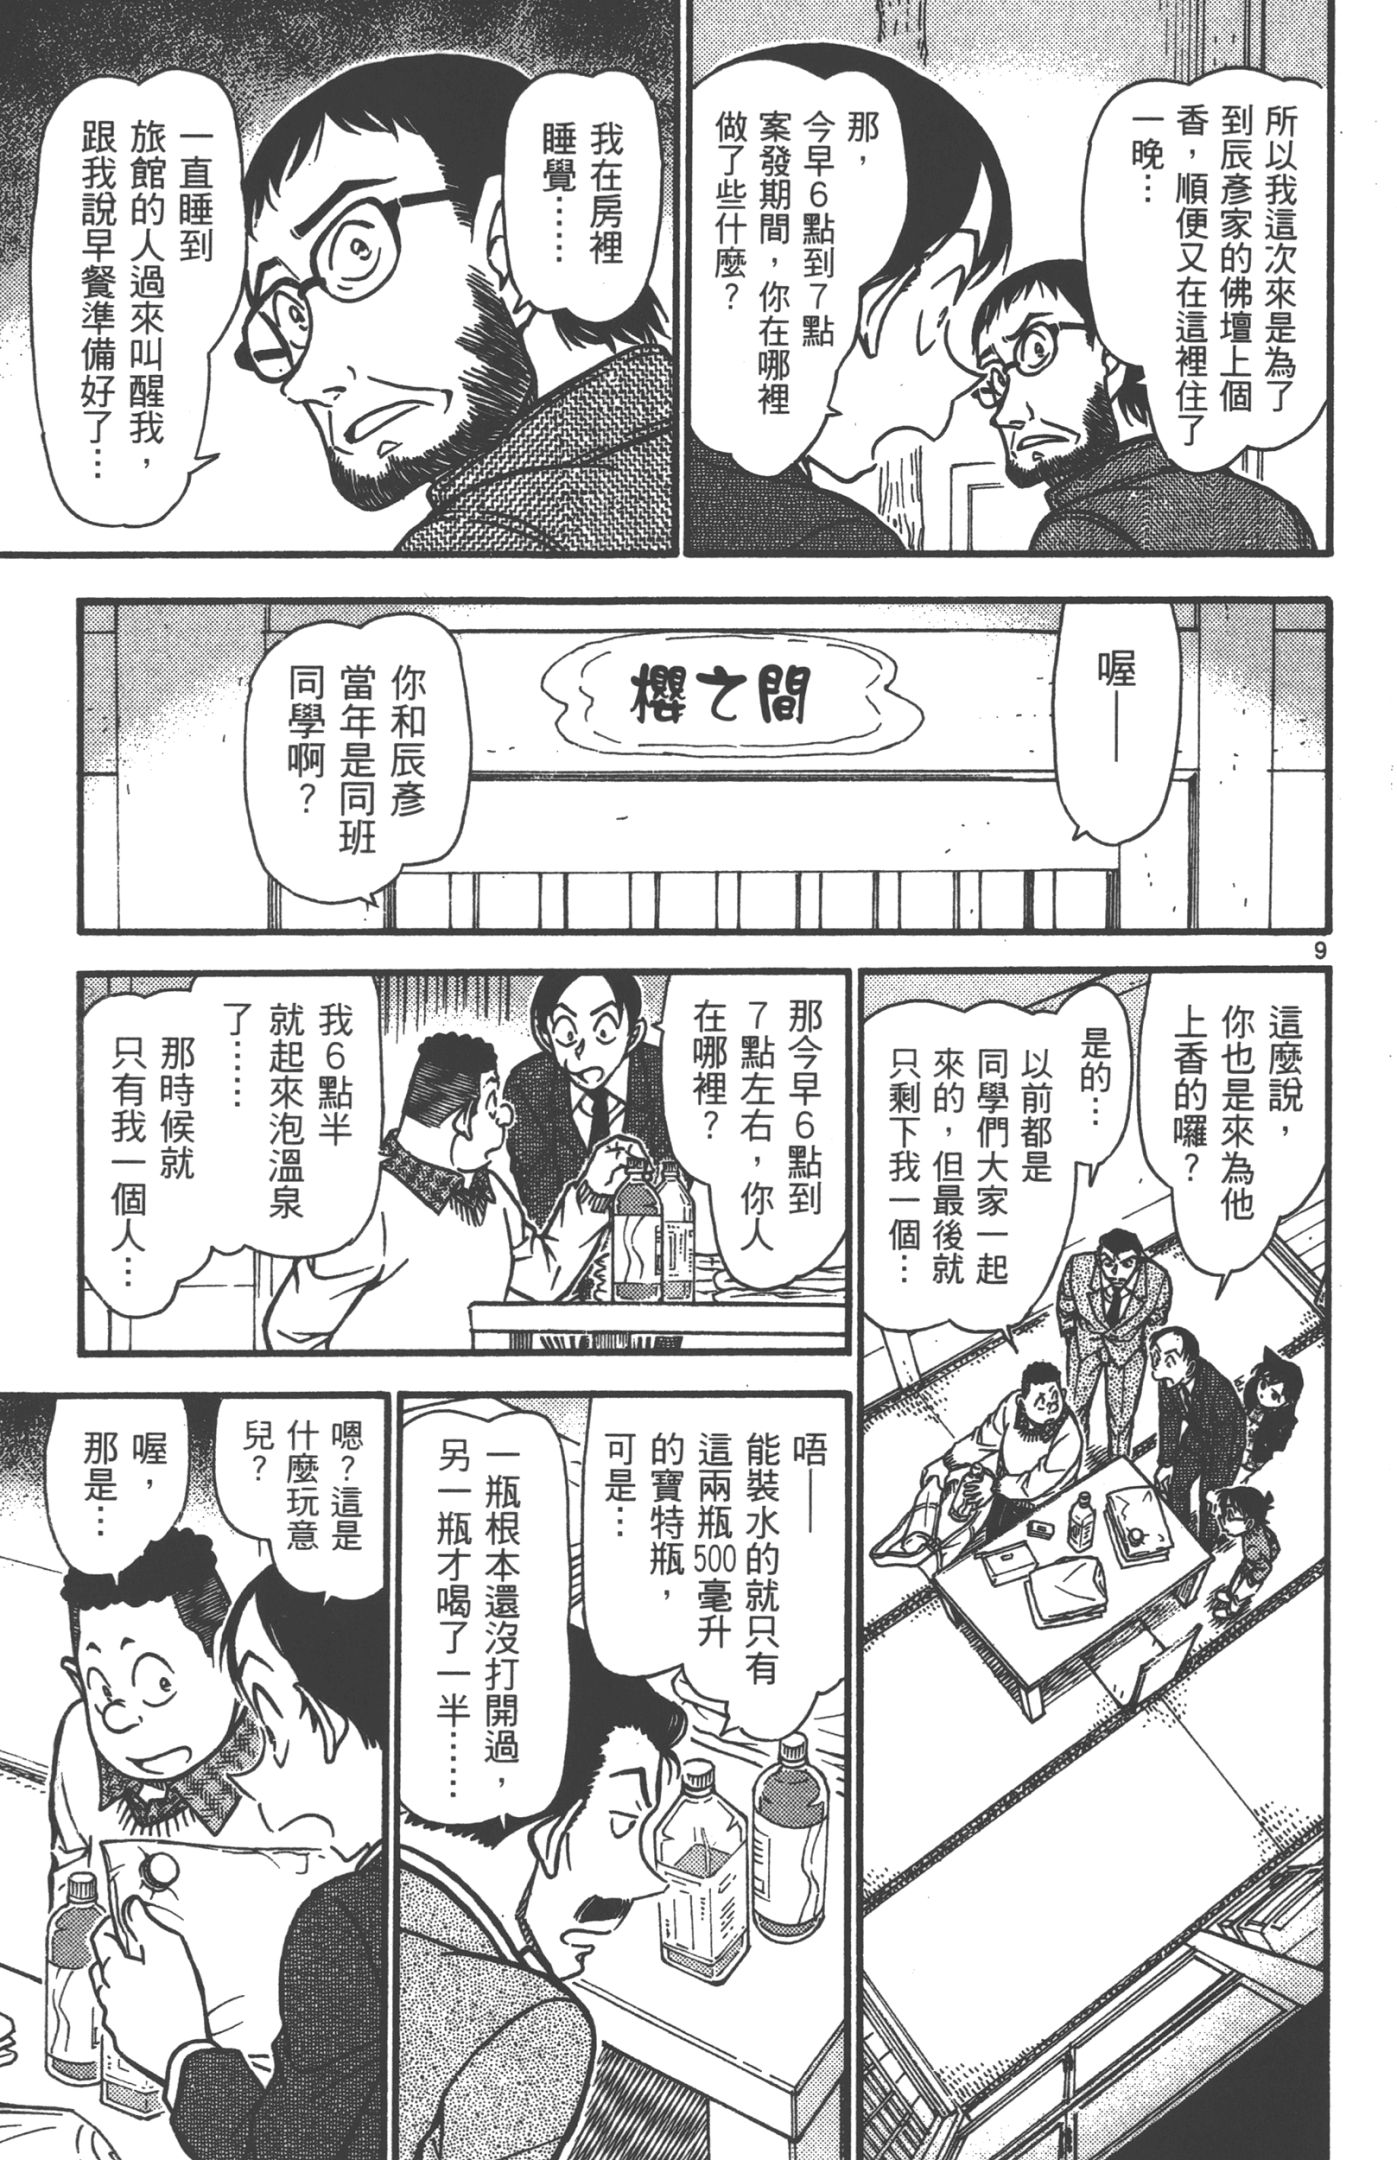 所以我這次來是為了
到辰彥家的佛壇上個
香，順便又在這裡住了
一晚…
那，
今早6點到7點
案發期間，你在哪裡
做了些什麼？
我在房裡
睡覺……
一直睡到
旅館的人過來叫醒我，
跟我說早餐準備好了…
喔——
櫻之間
你和辰彥
當年是同班
同學啊？
9
這麼說，
你也是來為他
上香的囉？
是的…
以前都是
同學們大家一起
來的，但最後就
只剩下我一個…
那今早6點到
7點左右，你人
在哪裡？
我6點半
就起來泡溫泉
了……
那時候就
只有我一個人…
唔——
能裝水的就只有
這兩瓶500毫升
的寶特瓶，
可是…
一瓶根本還沒打開過，
另一瓶才喝了一半……
嗯？這是
什麼玩意
兒？
喔，
那是…